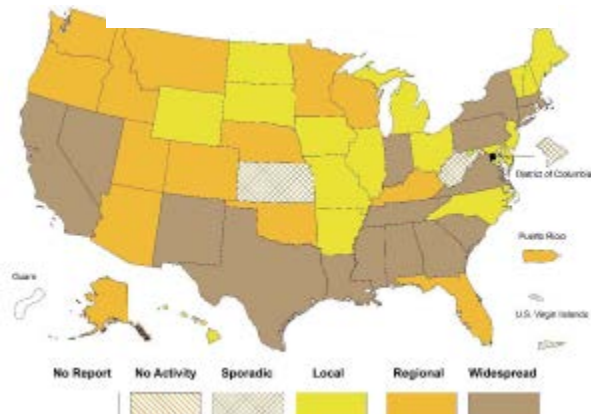 District of Columbia
Puerto Rico
Guam
U.S. Virgin Islands
No Report No Activity Sporadic Local Regional Widespread